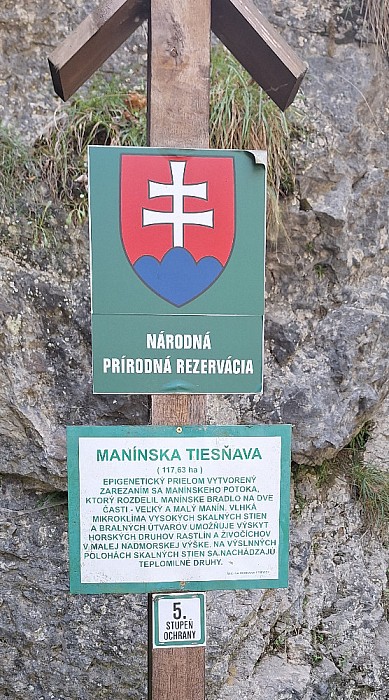 NÁRODNÁ
PRÍRODNÁ REZERVÁCIA
MANÍNSKA TIESŇAVA
( 117,63 ha )
EPIGENETICKÝ PRIELOM VYTVORENÝ
ZAREZANÍM SA MANINSKEHO POTOKA,
KTORÝ ROZDELIL MANINSKE BRADLO NA DVE
ČASTI - VEĽKÝ A MALÝ MANÍN. VLHKÁ
MIKROKLÍMA VYSOKÝCH SKALNÝCH STIEN
A BRALNÝCH ÚTVAROV UMOŽŇUJE VÝSKYT
HORSKÝCH DRUHOV RASTLÍN A ŽIVOČÍCHOV
V MALEJ NADMORSKEJ VÝŠKE. NA VÝSLNNÝCH
POLOHÁCH SKALNÝCH STIEN SA NACHÁDZAJÚ
TEPLOMILNÉ DRUHY.
5.
STUPEŇ
OCHRANY